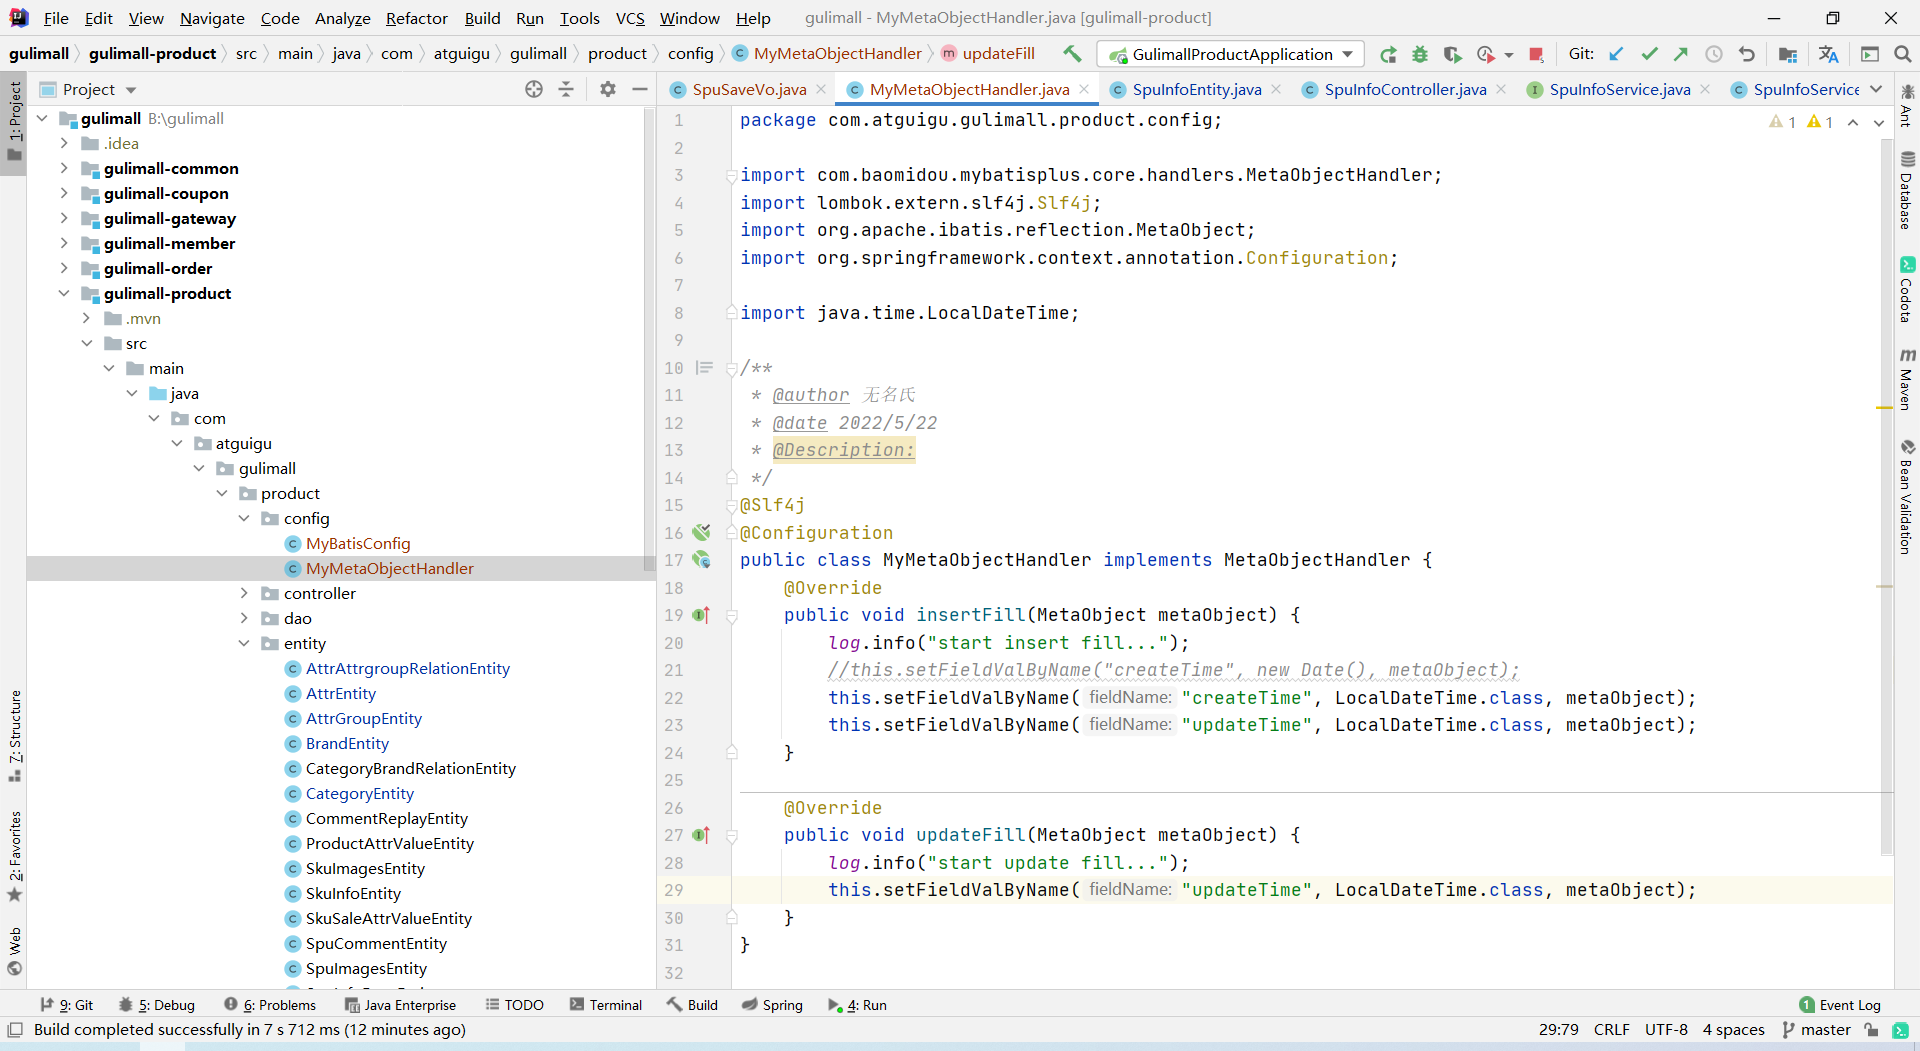 File Edit View Navigate Code Analyze Refactor Build Run Tools VCS Window Help gulimall - MyMetaObjectHandler.java [gulimall-product]
gulimall gulimall-product src main java com atguigu gulimall product config MyMetaObjectHandler updateFill GulimallProductApplication Git:
Project
SpuSaveVo.java MyMetaObjectHandler.java SpuInfoEntity.java SpuInfoController.java SpuInfoService.java SpuInfoService
1: Project
7: Structure
2: Favorites
Web
gulimall B:\gulimall
.idea
gulimall-common
gulimall-coupon
gulimall-gateway
gulimall-member
gulimall-order
gulimall-product
.mvn
src
main
java
com
atguigu
gulimall
product
config
MyBatisConfig
MyMetaObjectHandler
controller
dao
entity
AttrAttrgroupRelationEntity
AttrEntity
AttrGroupEntity
BrandEntity
CategoryBrandRelationEntity
CategoryEntity
CommentReplayEntity
ProductAttrValueEntity
SkuImagesEntity
SkuInfoEntity
SkuSaleAttrValueEntity
SpuCommentEntity
SpuImagesEntity
1 package com.atguigu.gulimall.product.config;
1 1
2
3 import com.baomidou.mybatisplus.core.handlers.MetaObjectHandler;
4 import lombok.extern.slf4j.Slf4j;
5 import org.apache.ibatis.reflection.MetaObject;
6 import org.springframework.context.annotation.Configuration;
7
8 import java.time.LocalDateTime;
9
10 /**
11 * @author 无名氏
12 * @date 2022/5/22
13 * @Description:
14 */
15 @Slf4j
16 @Configuration
17 public class MyMetaObjectHandler implements MetaObjectHandler {
18 @Override
19 public void insertFill(MetaObject metaObject) {
20 log.info("start insert fill...");
21 //this.setFieldValByName("createTime", new Date(), metaObject);
22 this.setFieldValByName( fieldName: "createTime", LocalDateTime.class, metaObject);
23 this.setFieldValByName( fieldName: "updateTime", LocalDateTime.class, metaObject);
24 }
25
26 @Override
27 public void updateFill(MetaObject metaObject) {
28 log.info("start update fill...");
29 this.setFieldValByName( fieldName: "updateTime", LocalDateTime.class, metaObject);
30 }
31 }
32
Ant
Database
Codota
Maven
Bean Validation
9: Git 5: Debug 6: Problems Java Enterprise TODO Terminal Build Spring 4: Run 1 Event Log
Build completed successfully in 7 s 712 ms (12 minutes ago) 29:79 CRLF UTF-8 4 spaces master